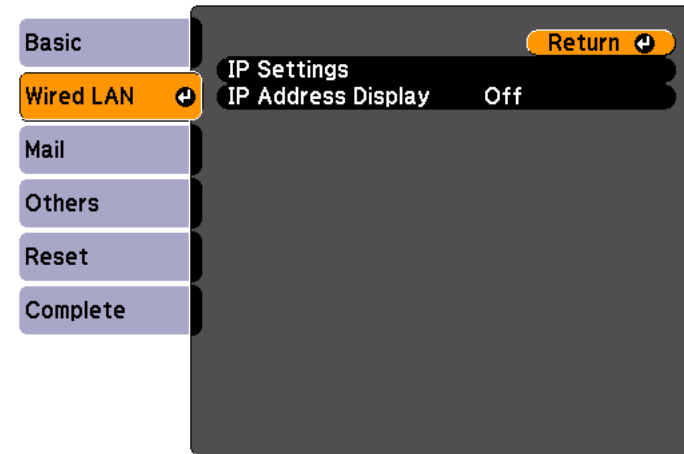 Basic
Wired LAN
Mail
Others
Reset
Complete
Return
IP Settings
IP Address Display Off